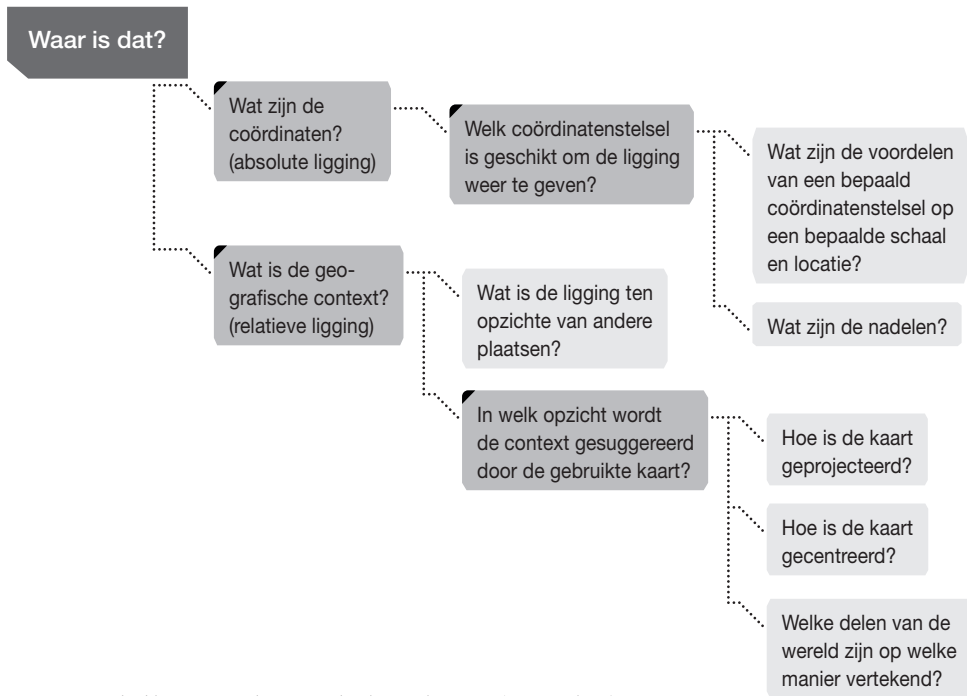 Waar is dat?
Wat zijn de
coördinaten?
(absolute ligging)
Welk coördinatenstelsel
is geschikt om de ligging
weer te geven?
Wat zijn de voordelen
van een bepaald
coördinatenstelsel op
een bepaalde schaal
en locatie?
Wat zijn de nadelen?
Wat is de geo-
grafische context?
(relatieve ligging)
Wat is de ligging ten
opzichte van andere
plaatsen?
In welk opzicht wordt
de context gesuggereerd
door de gebruikte kaart?
Hoe is de kaart
geprojecteerd?
Hoe is de kaart
gecentreerd?
Welke delen van de
wereld zijn op welke
manier vertekend?